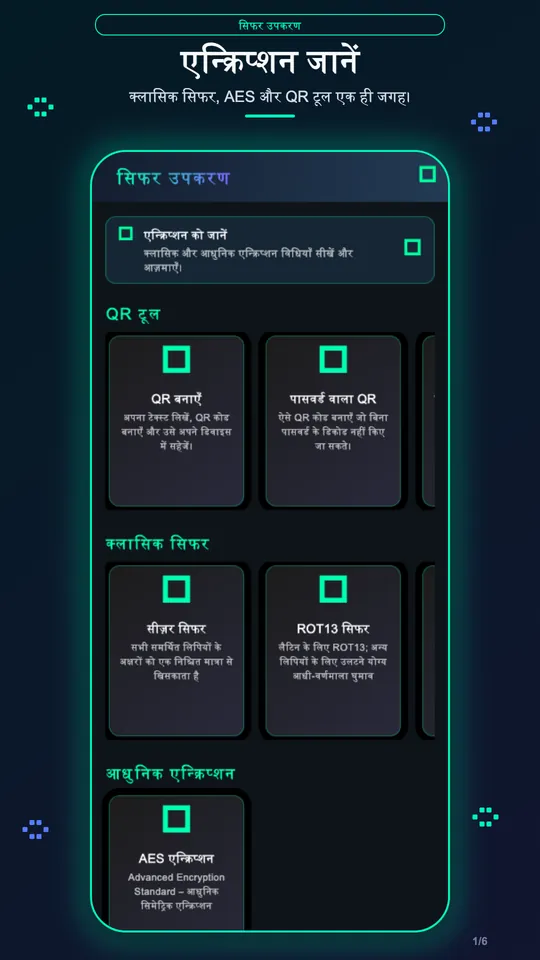 सिफर उपकरण
एन्क्रिप्शन जानें
क्लासिक सिफर, AES और QR टूल एक ही जगह।
सिफर उपकरण
एन्क्रिप्शन को जानें
क्लासिक और आधुनिक एन्क्रिप्शन विधियाँ सीखें और
आज़माएँ।
QR टूल
QR बनाएँ
अपना टेक्स्ट लिखें, QR कोड
बनाएँ और उसे अपने डिवाइस
में सहेजें।
पासवर्ड वाला QR
ऐसे QR कोड बनाएँ जो बिना
पासवर्ड के डिकोड नहीं किए
जा सकते।
क्लासिक सिफर
सीज़र सिफर
सभी समर्थित लिपियों के
अक्षरों को एक निश्चित मात्रा से
खिसकाता है
ROT13 सिफर
लैटिन के लिए ROT13; अन्य
लिपियों के लिए उलटने योग्य
आधी-वर्णमाला घुमाव
आधुनिक एन्क्रिप्शन
AES एन्क्रिप्शन
Advanced Encryption
Standard – आधुनिक
सिमेट्रिक एन्क्रिप्शन
1/6